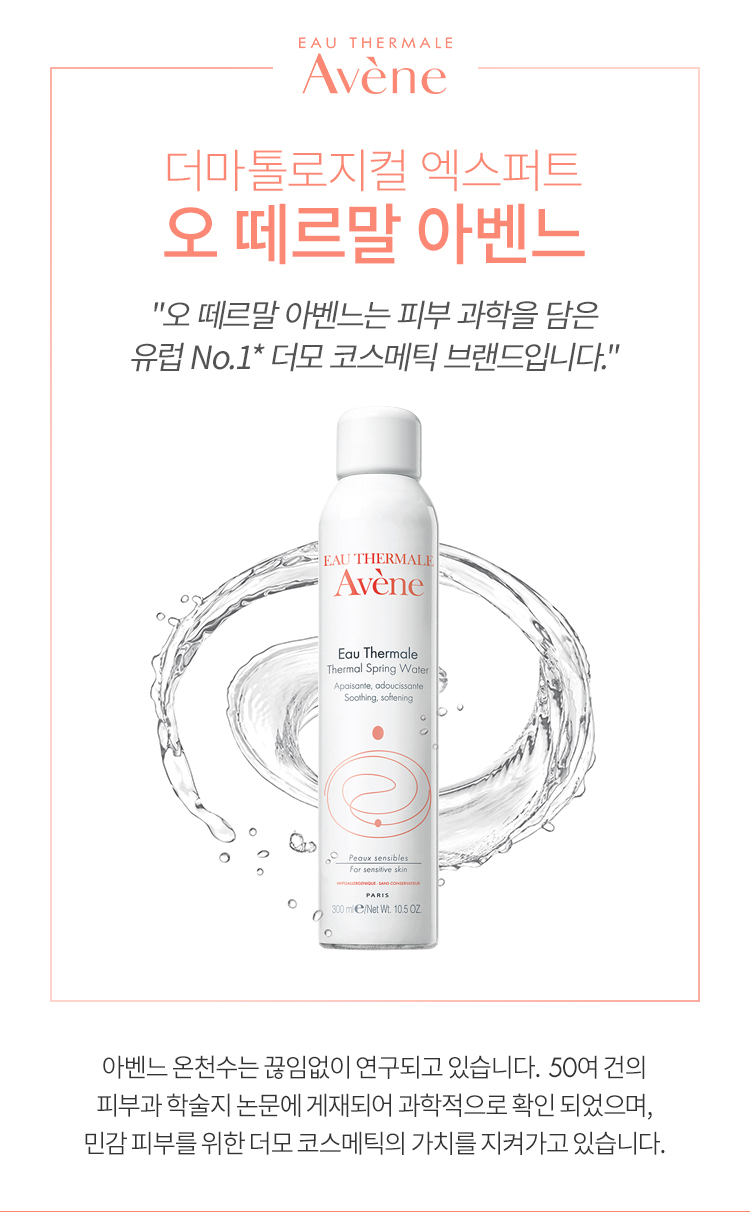 EAU THERMALE
Avène
더마톨로지컬 엑스퍼트
오 떼르말 아벤느
"오 떼르말 아벤느는 피부 과학을 담은
유럽 No.1* 더모 코스메틱 브랜드입니다."
EAU THERMALE
Avène
Eau Thermale
Thermal Spring Water
Apaisante, adoucissante
Soothing, softening
Peaux sensibles
For sensitive skin
HYPOALLERGÉNIQUE - SANS CONSERVATEUR
PARIS
300 ml e/Net Wt. 10.5 OZ.
아벤느 온천수는 끊임없이 연구되고 있습니다. 50여 건의
피부과 학술지 논문에 게재되어 과학적으로 확인 되었으며,
민감 피부를 위한 더모 코스메틱의 가치를 지켜가고 있습니다.